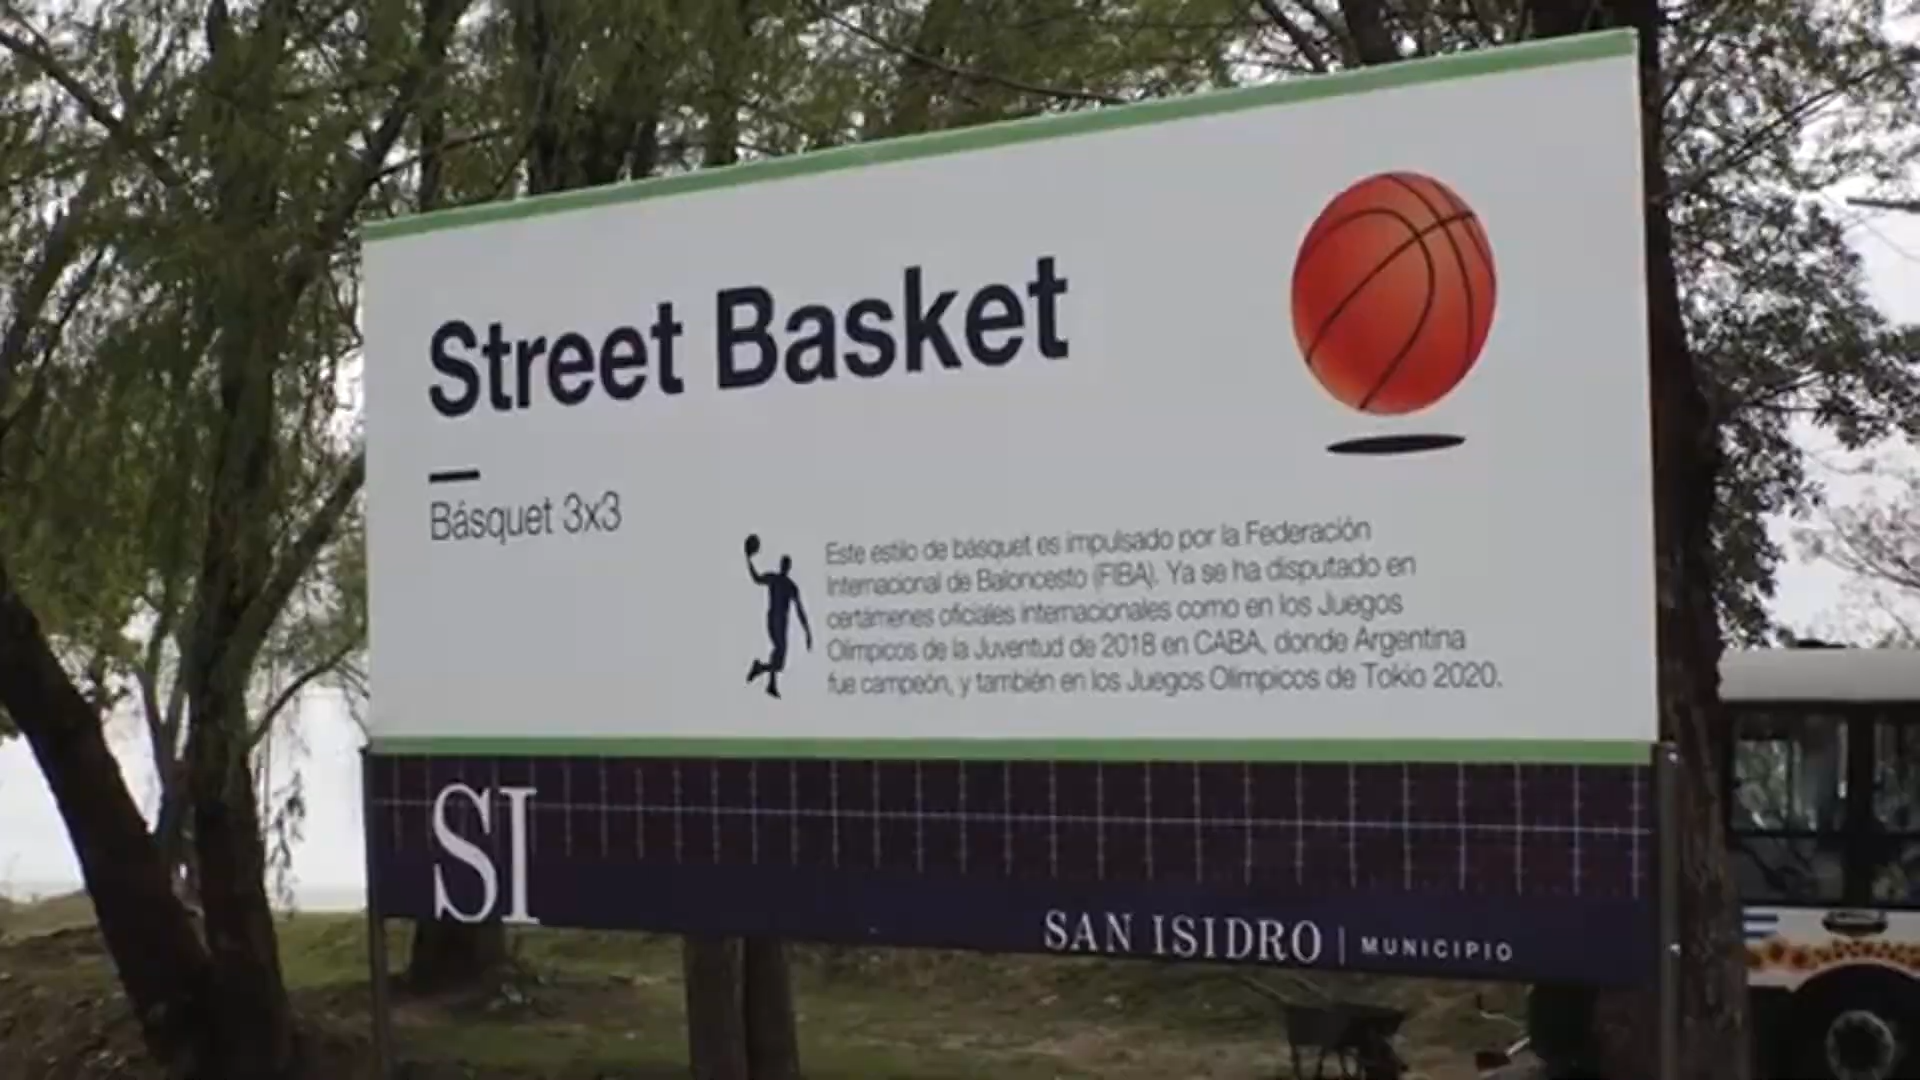 Street Basket
Básquet 3x3
Este estilo de básquet es impulsado por la Federación
Internacional de Baloncesto (FIBA). Ya se ha disputado en
certámenes oficiales internacionales como en los Juegos
Olímpicos de la Juventud de 2018 en CABA, donde Argentina
fue campeón, y también en los Juegos Olímpicos de Tokio 2020.
SI
SAN ISIDRO | MUNICIPIO